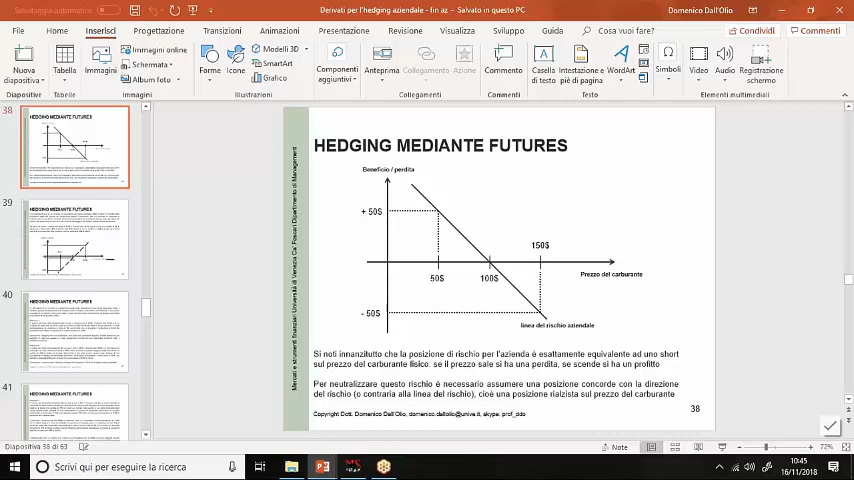 Salvataggio automatico
Derivati per l'hedging aziendale - fin az - Salvato in questo PC
Domenico Dall'Olio
File
Home
Inserisci
Progettazione
Transizioni
Animazioni
Presentazione
Revisione
Visualizza
Sviluppo
Guida
Cosa vuoi fare?
Condividi
Commenti
Nuova diapositiva
Tabella
Immagini
Immagini online
Schermata
Album foto
Forme
Icone
Modelli 3D
SmartArt
Grafico
Componenti aggiuntivi
Anteprima
Collegamento
Azione
Commento
Casella di testo
Intestazione e piè di pagina
WordArt
Simboli
Video
Audio
Registrazione schermo
Diapositive
Tabelle
Immagini
Illustrazioni
Collegamenti
Commenti
Testo
Elementi multimediali
38
HEDGING MEDIANTE FUTURES
39
HEDGING MEDIANTE FUTURES
40
HEDGING MEDIANTE FUTURES
41
HEDGING MEDIANTE FUTURES
Mercati e strumenti finanziari Università di Venezia Ca' Foscari Dipartimento di Management
HEDGING MEDIANTE FUTURES
Beneficio / perdita
+ 50$
150$
50$
100$
Prezzo del carburante
- 50$
linea del rischio aziendale
Si noti innanzitutto che la posizione di rischio per l'azienda è esattamente equivalente ad uno short
sul prezzo del carburante fisico: se il prezzo sale si ha una perdita, se scende si ha un profitto
Per neutralizzare questo rischio è necessario assumere una posizione concorde con la direzione
del rischio (o contraria alla linea del rischio), cioè una posizione rialzista sul prezzo del carburante
38
Copyright Dott. Domenico Dall'Olio, domenico.dallolio@unive.it, skype: prof_ddo
Diapositiva 38 di 63
Note
72%
Scrivi qui per eseguire la ricerca
10:45
16/11/2018